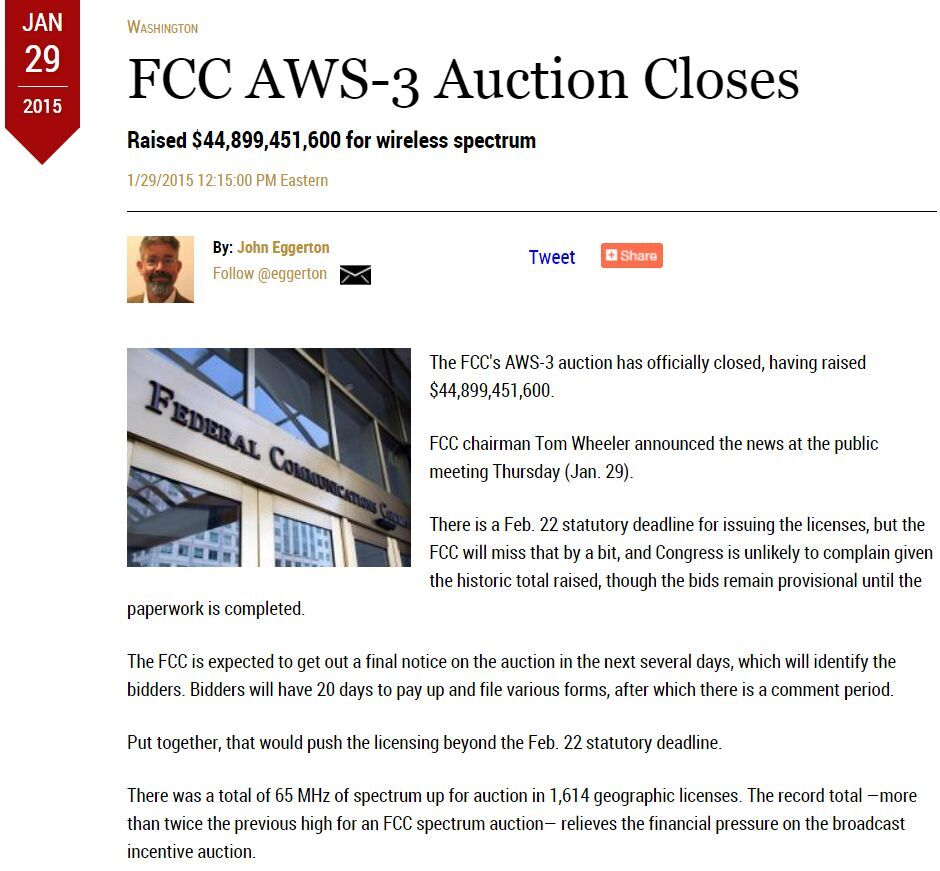 JAN
29
2015
Washington
FCC AWS-3 Auction Closes
Raised $44,899,451,600 for wireless spectrum
1/29/2015 12:15:00 PM Eastern
By: John Eggerton
Follow @eggerton
Tweet
Share
FEDERAL COMMUNICATIONS
The FCC's AWS-3 auction has officially closed, having raised
$44,899,451,600.
FCC chairman Tom Wheeler announced the news at the public
meeting Thursday (Jan. 29).
There is a Feb. 22 statutory deadline for issuing the licenses, but the
FCC will miss that by a bit, and Congress is unlikely to complain given
the historic total raised, though the bids remain provisional until the
paperwork is completed.
The FCC is expected to get out a final notice on the auction in the next several days, which will identify the
bidders. Bidders will have 20 days to pay up and file various forms, after which there is a comment period.
Put together, that would push the licensing beyond the Feb. 22 statutory deadline.
There was a total of 65 MHz of spectrum up for auction in 1,614 geographic licenses. The record total —more
than twice the previous high for an FCC spectrum auction— relieves the financial pressure on the broadcast
incentive auction.